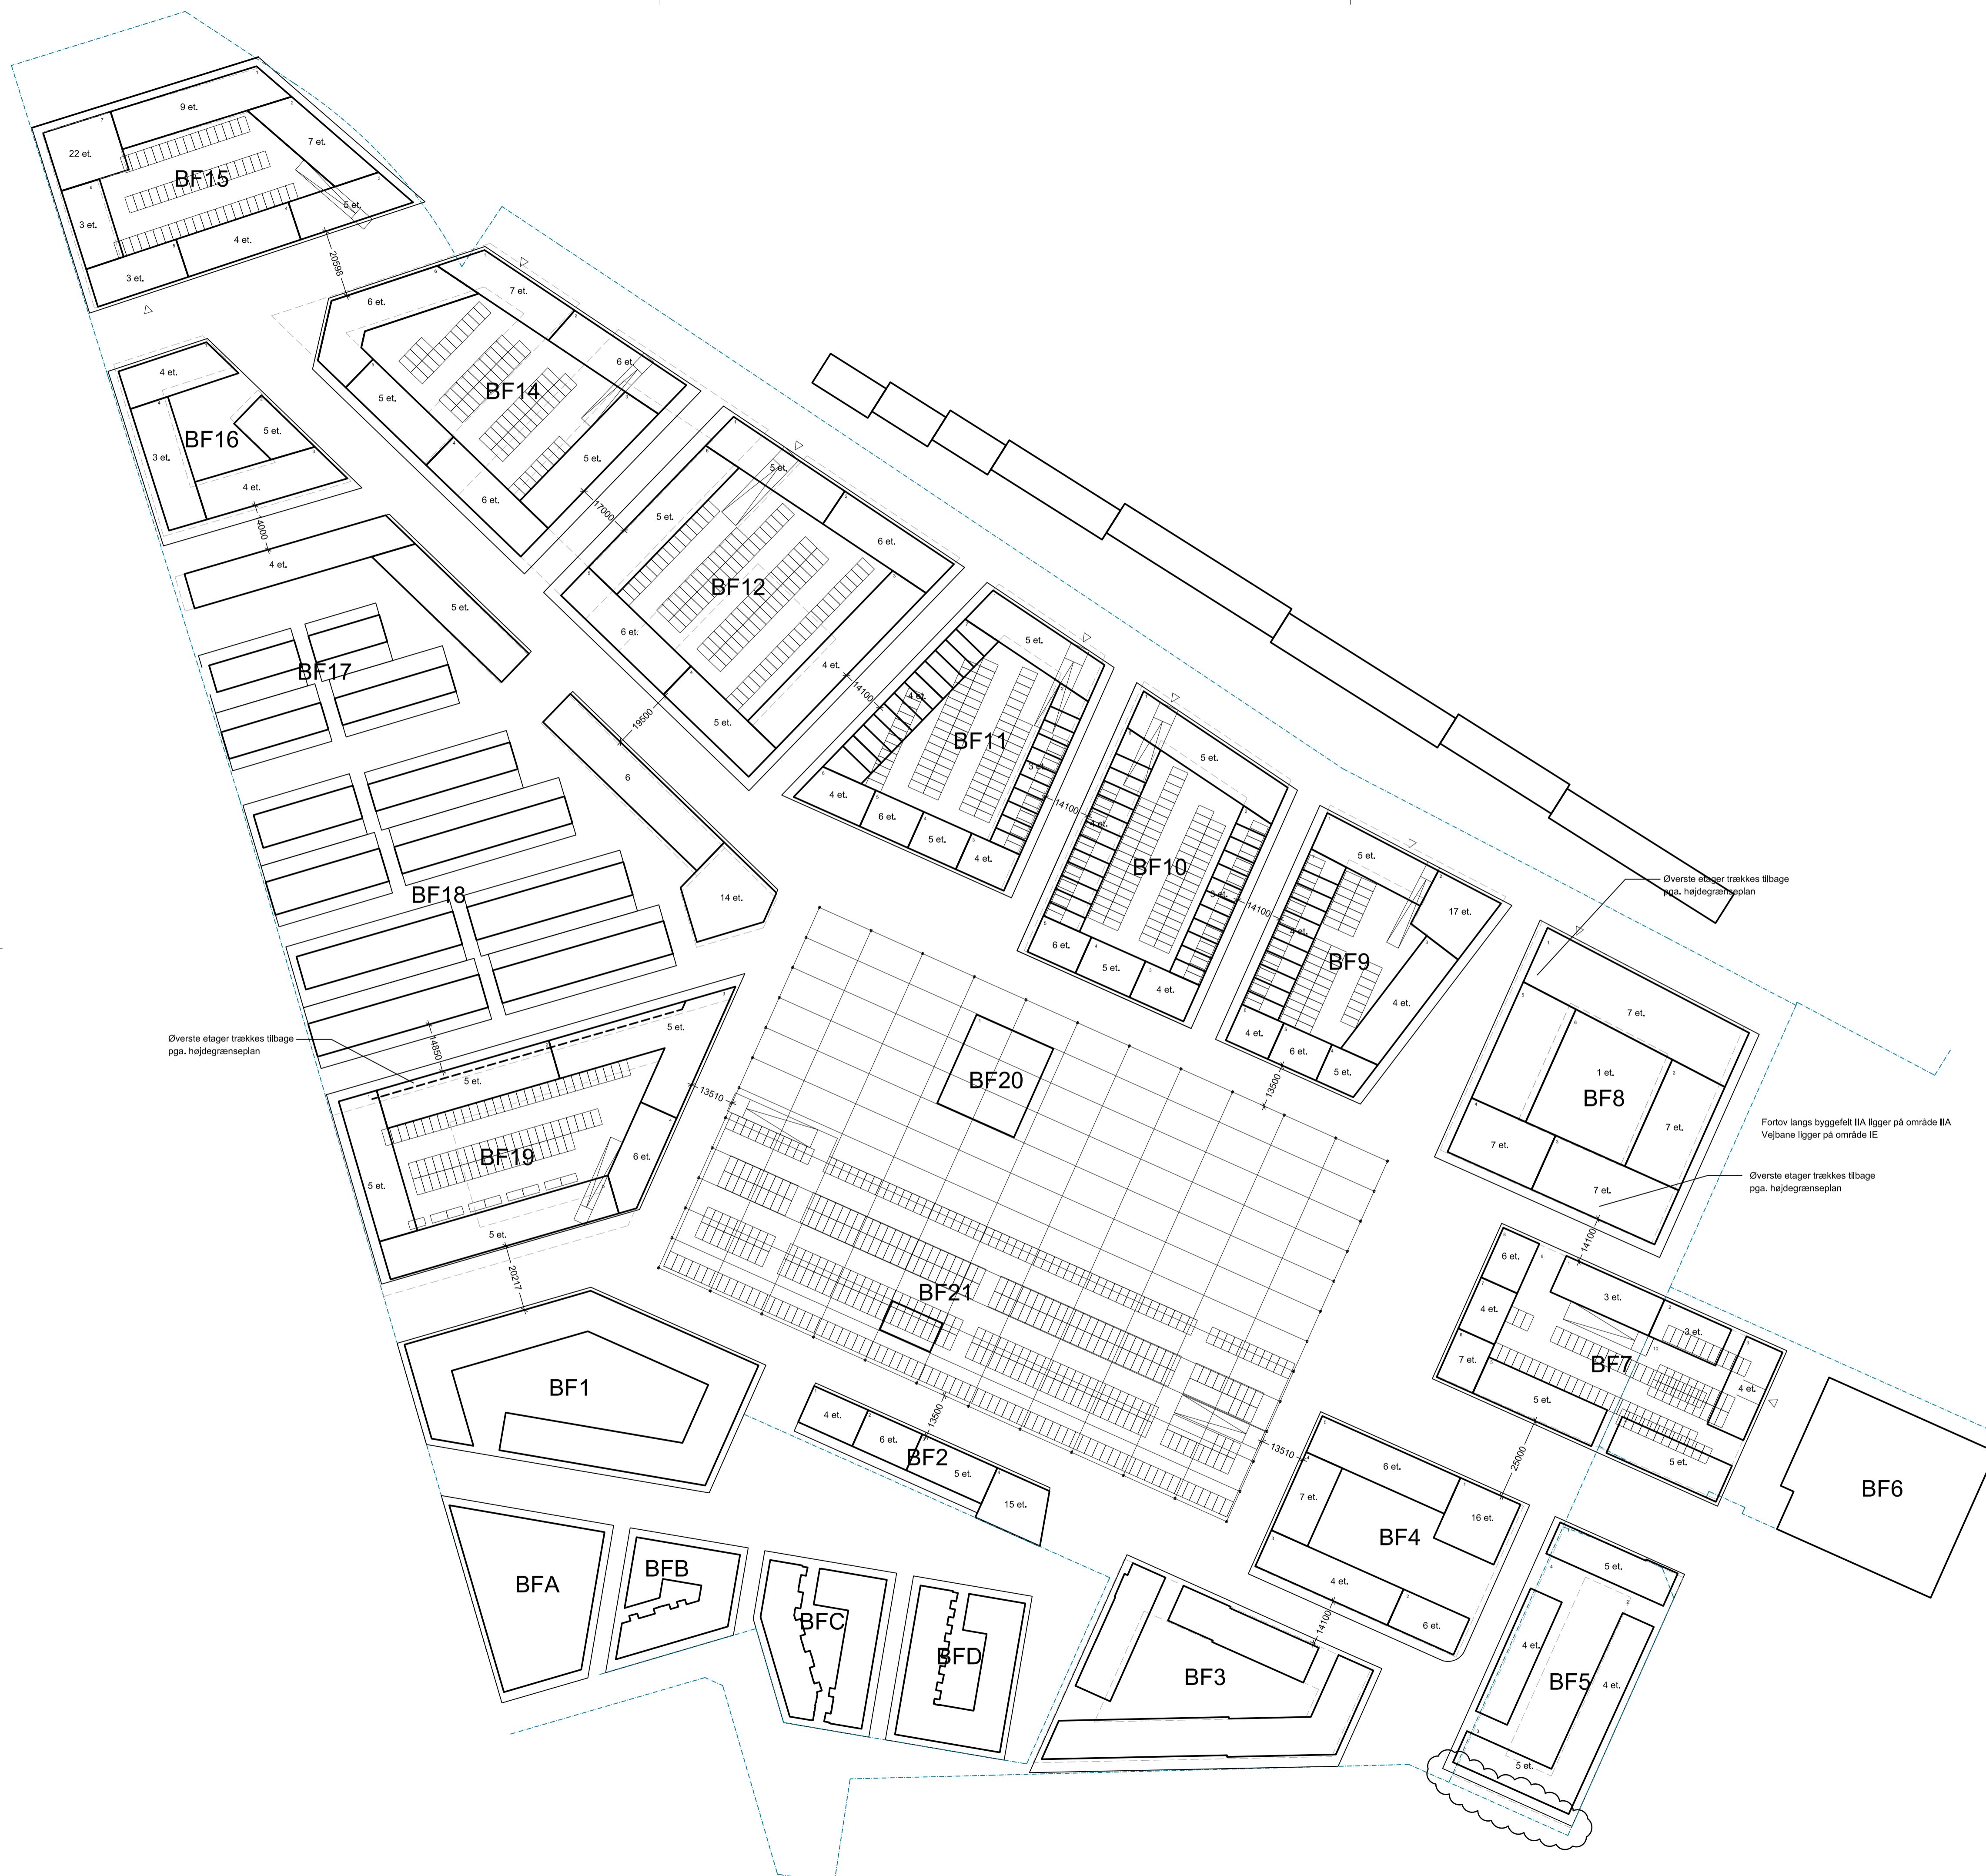 9 et.
22 et.
7 et.
BF15
3 et.
5 et.
4 et.
3 et.
20598
6 et.
7 et.
6 et.
BF14
5 et.
5 et.
6 et.
17000
4 et.
BF16
5 et.
3 et.
4 et.
14000
5 et.
5 et.
6 et.
BF12
6 et.
4 et.
5 et.
14100
19500
4 et.
5 et.
BF17
6
14 et.
BF18
5 et.
4 et.
BF11
3 et.
4 et.
6 et.
5 et.
4 et.
14100
5 et.
4 et.
BF10
3 et.
6 et.
5 et.
4 et.
14100
5 et.
17 et.
4 et.
BF9
4 et.
4 et.
6 et.
5 et.
13500
Øverste etager trækkes tilbage
pga. højdegrænseplan
7 et.
1 et.
BF8
7 et.
7 et.
7 et.
Fortov langs byggefelt IIA ligger på område IIA
Vejbane ligger på område IE
Øverste etager trækkes tilbage
pga. højdegrænseplan
14100
Øverste etager trækkes tilbage
pga. højdegrænseplan
14850
5 et.
5 et.
BF19
6 et.
5 et.
5 et.
13510
20217
BF20
BF21
6 et.
3 et.
4 et.
3 et.
BF7
7 et.
4 et.
5 et.
5 et.
BF6
BF1
4 et.
6 et.
BF2
5 et.
15 et.
13500
13510
6 et.
7 et.
16 et.
BF4
4 et.
6 et.
25000
14100
BFA
BFB
BFC
BFD
BF3
5 et.
4 et.
BF5
4 et.
5 et.